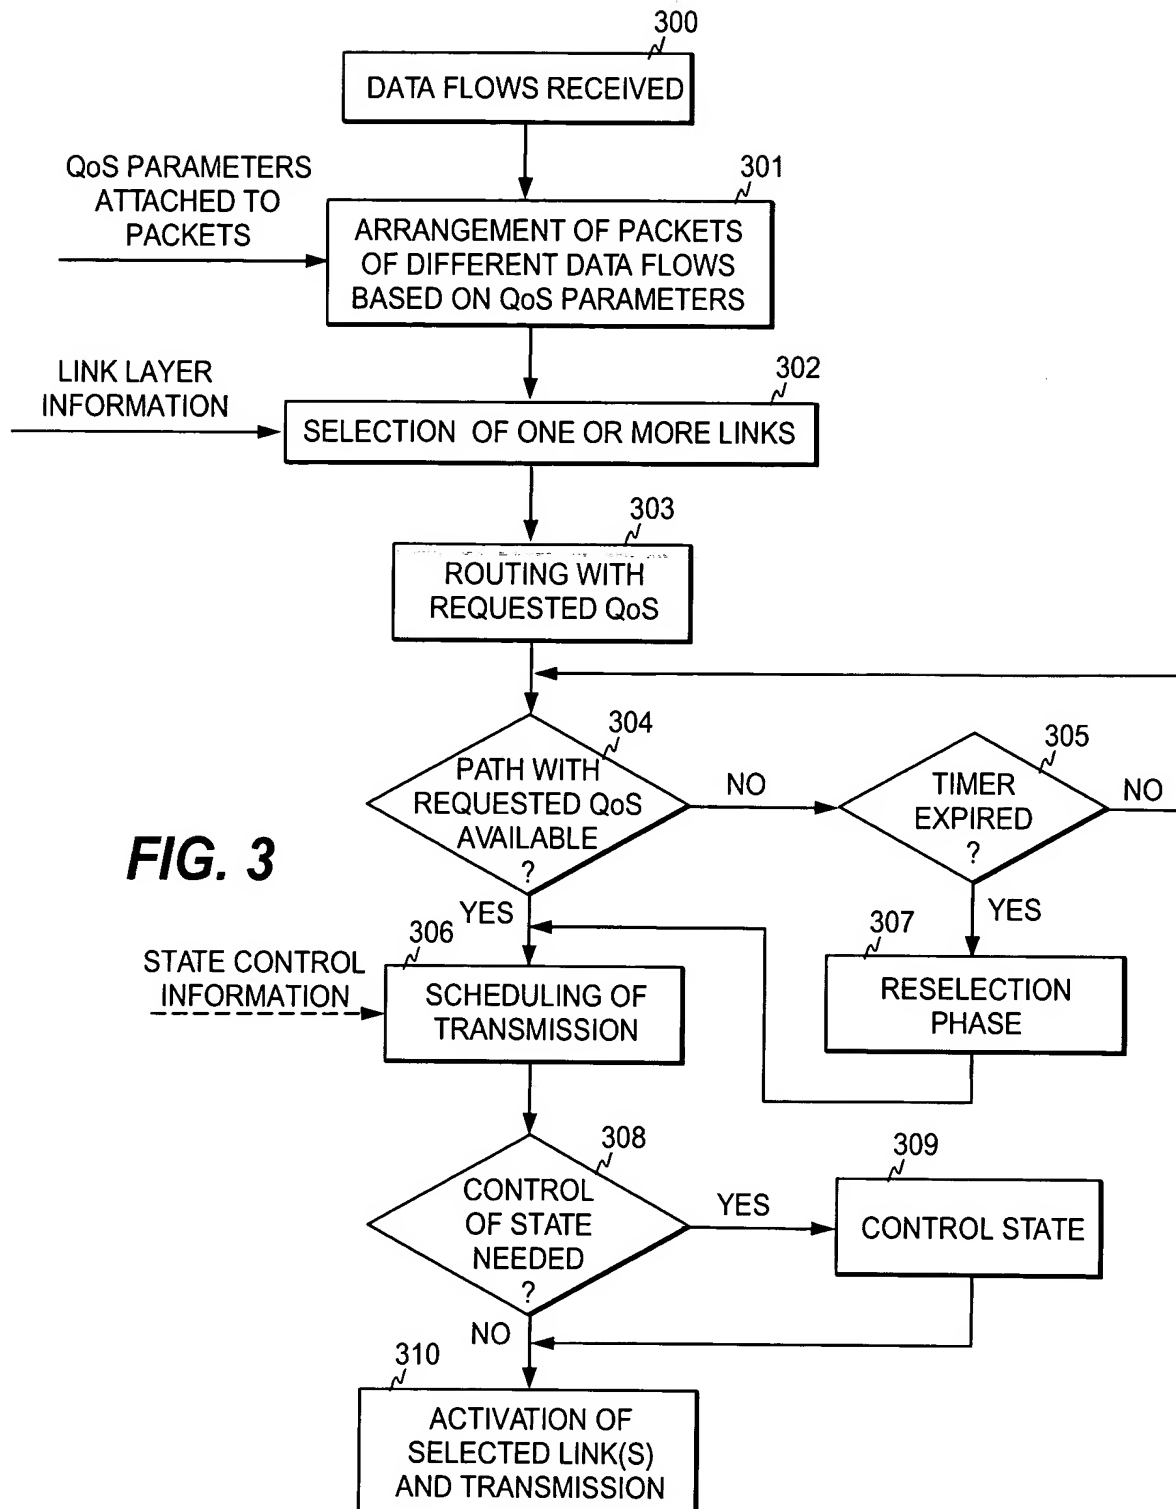 300
DATA FLOWS RECEIVED
QoS PARAMETERS
ATTACHED TO
PACKETS
301
ARRANGEMENT OF PACKETS
OF DIFFERENT DATA FLOWS
BASED ON QoS PARAMETERS
LINK LAYER
INFORMATION
302
SELECTION OF ONE OR MORE LINKS
303
ROUTING WITH
REQUESTED QoS
304
PATH WITH
REQUESTED QoS
AVAILABLE
?
NO
305
TIMER
EXPIRED
?
NO
FIG. 3
YES
YES
306
307
STATE CONTROL
INFORMATION
SCHEDULING OF
TRANSMISSION
RESELECTION
PHASE
308
CONTROL
OF STATE
NEEDED
?
YES
309
CONTROL STATE
NO
310
ACTIVATION OF
SELECTED LINK(S)
AND TRANSMISSION